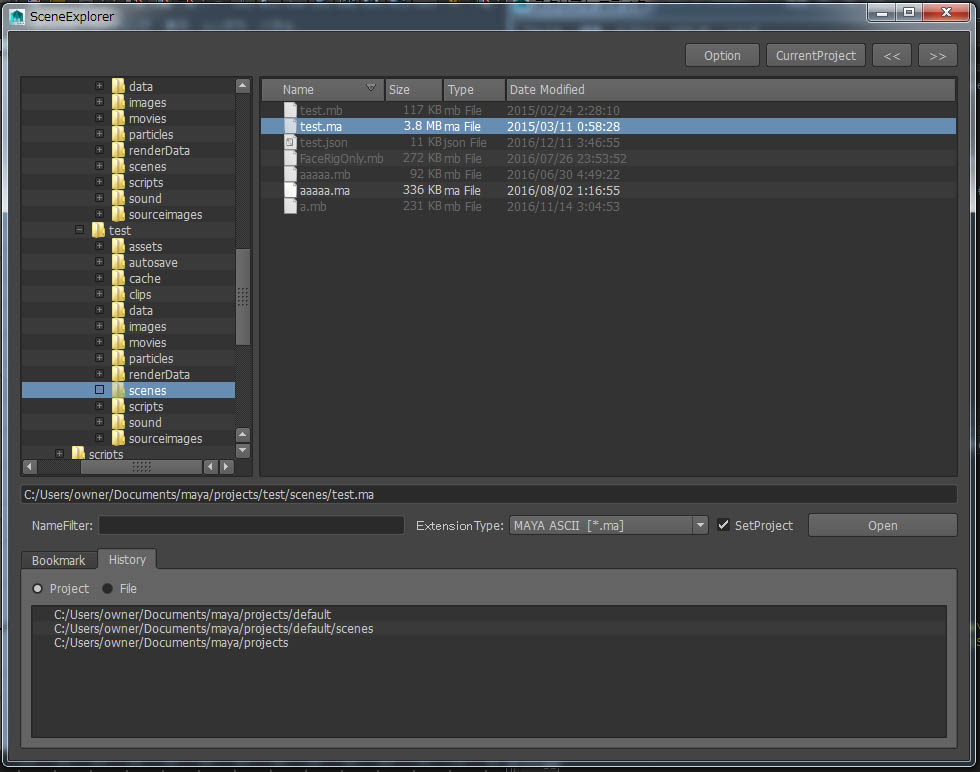 SceneExplorer
Option CurrentProject << >>
data
images
movies
particles
renderData
scenes
scripts
sound
sourceimages
test
assets
autosave
cache
clips
data
images
movies
particles
renderData
scenes
scripts
sound
sourceimages
scripts
Name Size Type Date Modified
test.mb 117 KB mb File 2015/02/24 2:28:10
test.ma 3.8 MB ma File 2015/03/11 0:58:28
test.json 11 KB json File 2016/12/11 3:46:55
FaceRigOnly.mb 272 KB mb File 2016/07/26 23:53:52
aaaaa.mb 92 KB mb File 2016/06/30 4:49:22
aaaaa.ma 336 KB ma File 2016/08/02 1:16:55
a.mb 231 KB mb File 2016/11/14 3:04:53
C:/Users/owner/Documents/maya/projects/test/scenes/test.ma
NameFilter: ExtensionType: MAYA ASCII [*.ma] SetProject Open
Bookmark History
Project File
C:/Users/owner/Documents/maya/projects/default
C:/Users/owner/Documents/maya/projects/default/scenes
C:/Users/owner/Documents/maya/projects